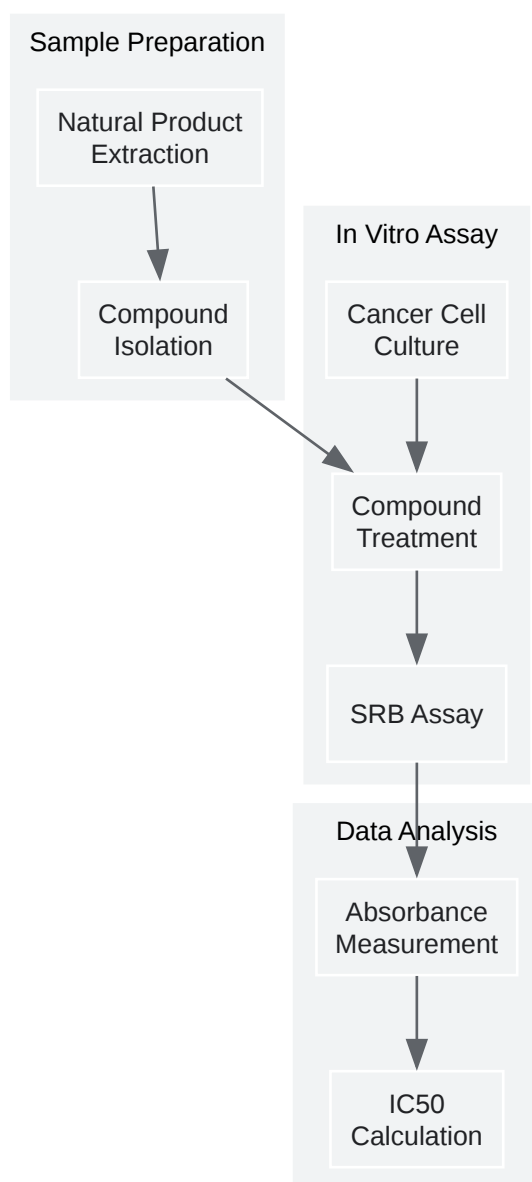 Sample Preparation
Natural Product
Extraction
Compound
Isolation
In Vitro Assay
Cancer Cell
Culture
Compound
Treatment
SRB Assay
Data Analysis
Absorbance
Measurement
IC50
Calculation